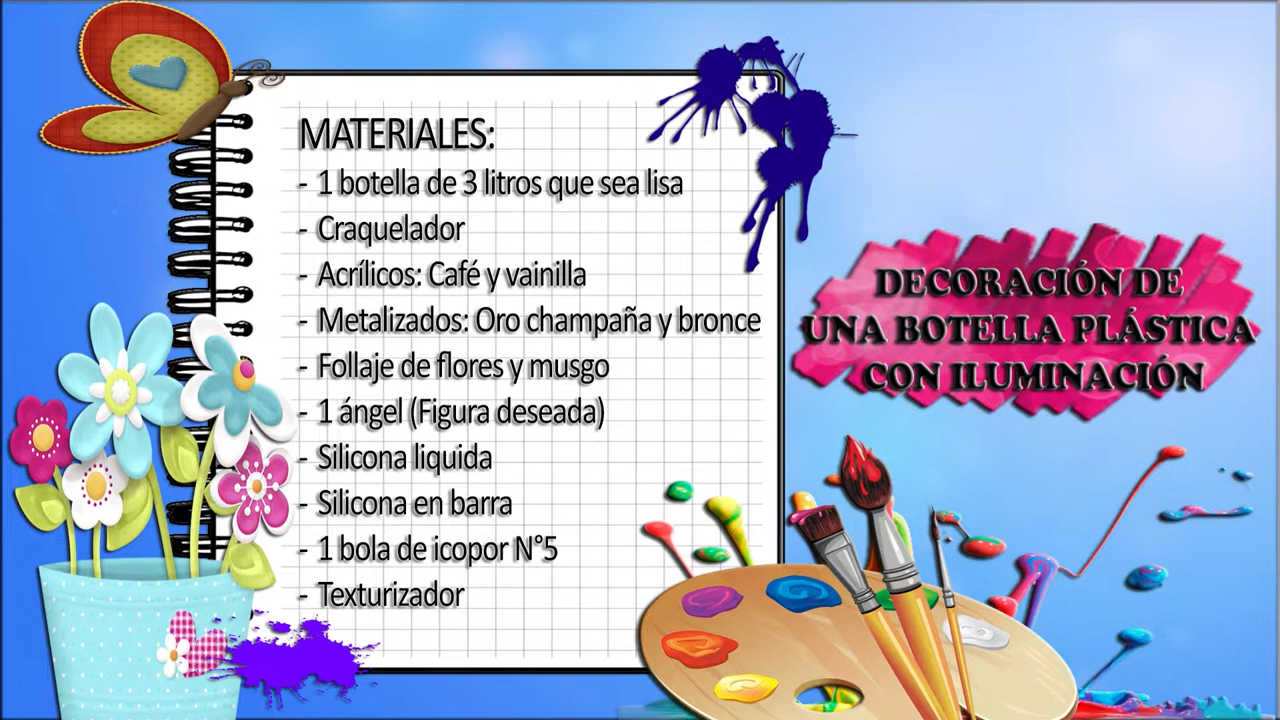 MATERIALES:
- 1 botella de 3 litros que sea lisa
- Craquelador
- Acrílicos: Café y vainilla
- Metalizados: Oro champaña y bronce
- Follaje de flores y musgo
- 1 ángel (Figura deseada)
- Silicona liquida
- Silicona en barra
- 1 bola de icopor N°5
- Texturizador
DECORACIÓN DE
UNA BOTELLA PLÁSTICA
CON ILUMINACIÓN